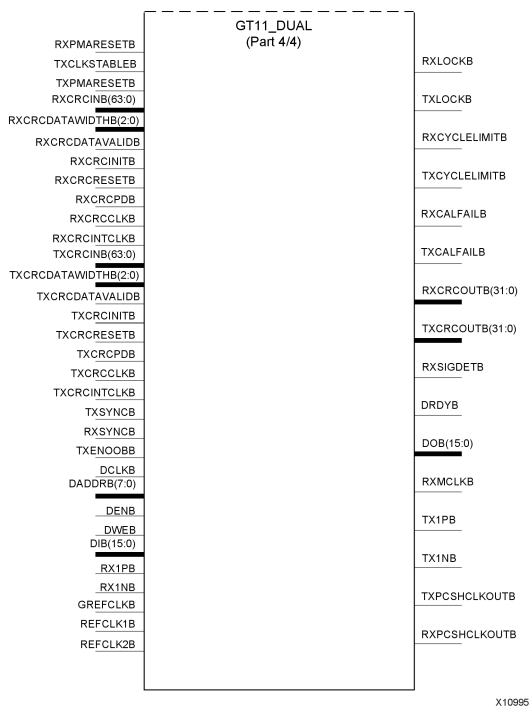 GT11_DUAL
(Part 4/4)
RXPMARESETB
TXCLKSTABLEB
TXPMARESETB
RXCRCINB(63:0)
RXCRCDATAWIDTHB(2:0)
RXCRCDATAVALIDB
RXCRCINITB
RXCRCRESETB
RXCRCPDB
RXCRCCLKB
RXCRCINTCLKB
TXCRCINB(63:0)
TXCRCDATAWIDTHB(2:0)
TXCRCDATAVALIDB
TXCRCINITB
TXCRCRESETB
TXCRCPDB
TXCRCCLKB
TXCRCINTCLKB
TXSYNCB
RXSYNCB
TXENOOBB
DCLKB
DADDRB(7:0)
DENB
DWEB
DIB(15:0)
RX1PB
RX1NB
GREFCLKB
REFCLK1B
REFCLK2B
RXLOCKB
TXLOCKB
RXCYCLELIMITB
TXCYCLELIMITB
RXCALFAILB
TXCALFAILB
RXCRCOUTB(31:0)
TXCRCOUTB(31:0)
RXSIGDETB
DRDYB
DOB(15:0)
RXMCLKB
TX1PB
TX1NB
TXPCSHCLKOUTB
RXPCSHCLKOUTB
X10995